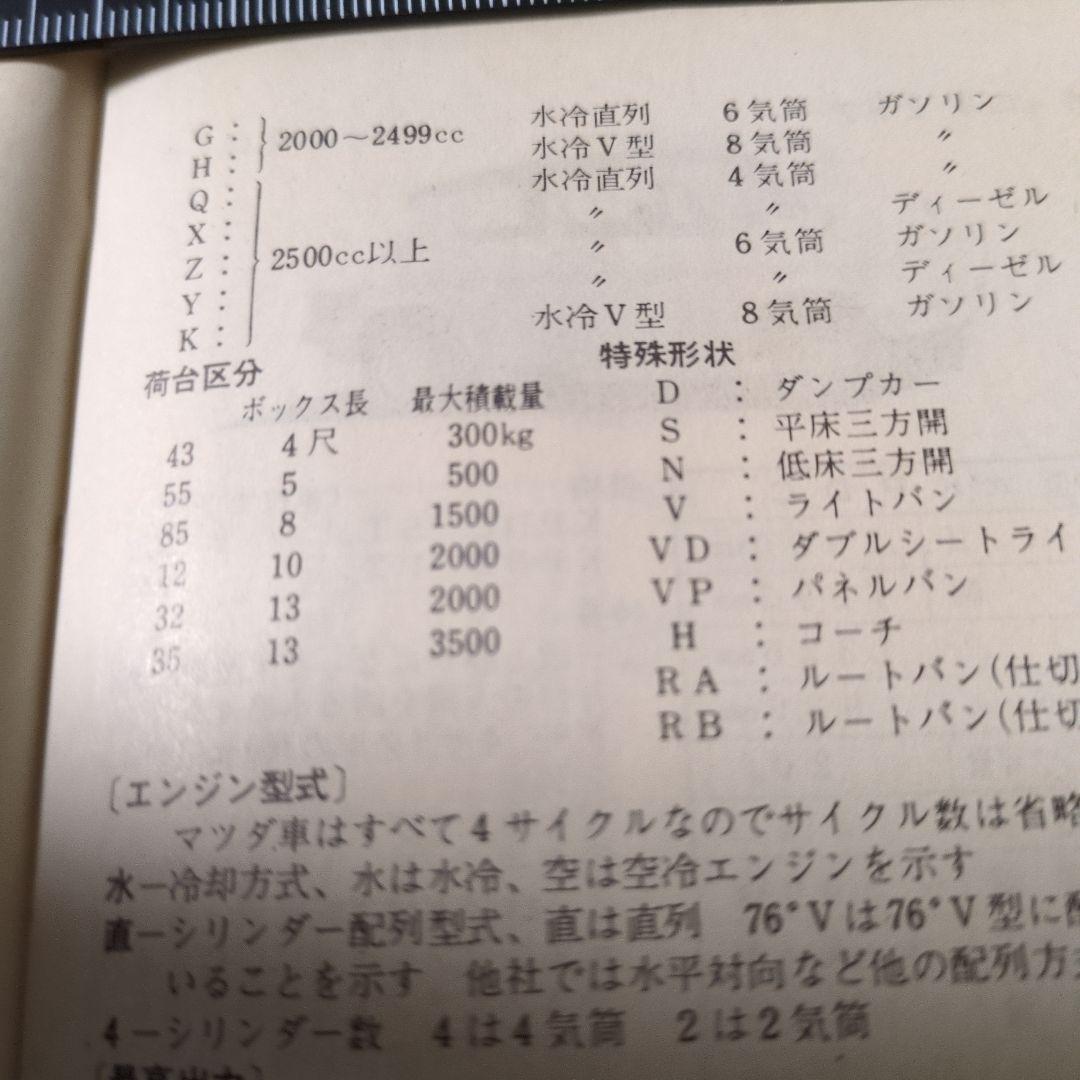 G： 2000～2499cc 水冷直列 6気筒 ガソリン
H： 水冷V型 8気筒 〃
Q： 水冷直列 4気筒 〃
X： 〃 〃 ディーゼル
Z： 2500cc以上 〃 6気筒 ガソリン
Y： 〃 〃 ディーゼル
K： 水冷V型 8気筒 ガソリン
荷台区分
ボックス長 最大積載量
43 4尺 300kg
55 5 500
85 8 1500
12 10 2000
32 13 2000
35 13 3500
特殊形状
D ： ダンプカー
S ： 平床三方開
N ： 低床三方開
V ： ライトバン
VD ： ダブルシートライ
VP ： パネルバン
H ： コーチ
RA ： ルートバン(仕切
RB ： ルートバン(仕切
〔エンジン型式〕
マツダ車はすべて4サイクルなのでサイクル数は省略
水－冷却方式、水は水冷、空は空冷エンジンを示す
直－シリンダー配列型式、直は直列 76°Vは76°V型に配
いることを示す 他社では水平対向など他の配列方式
4－シリンダー数 4は4気筒 2は2気筒
〔最高出力〕